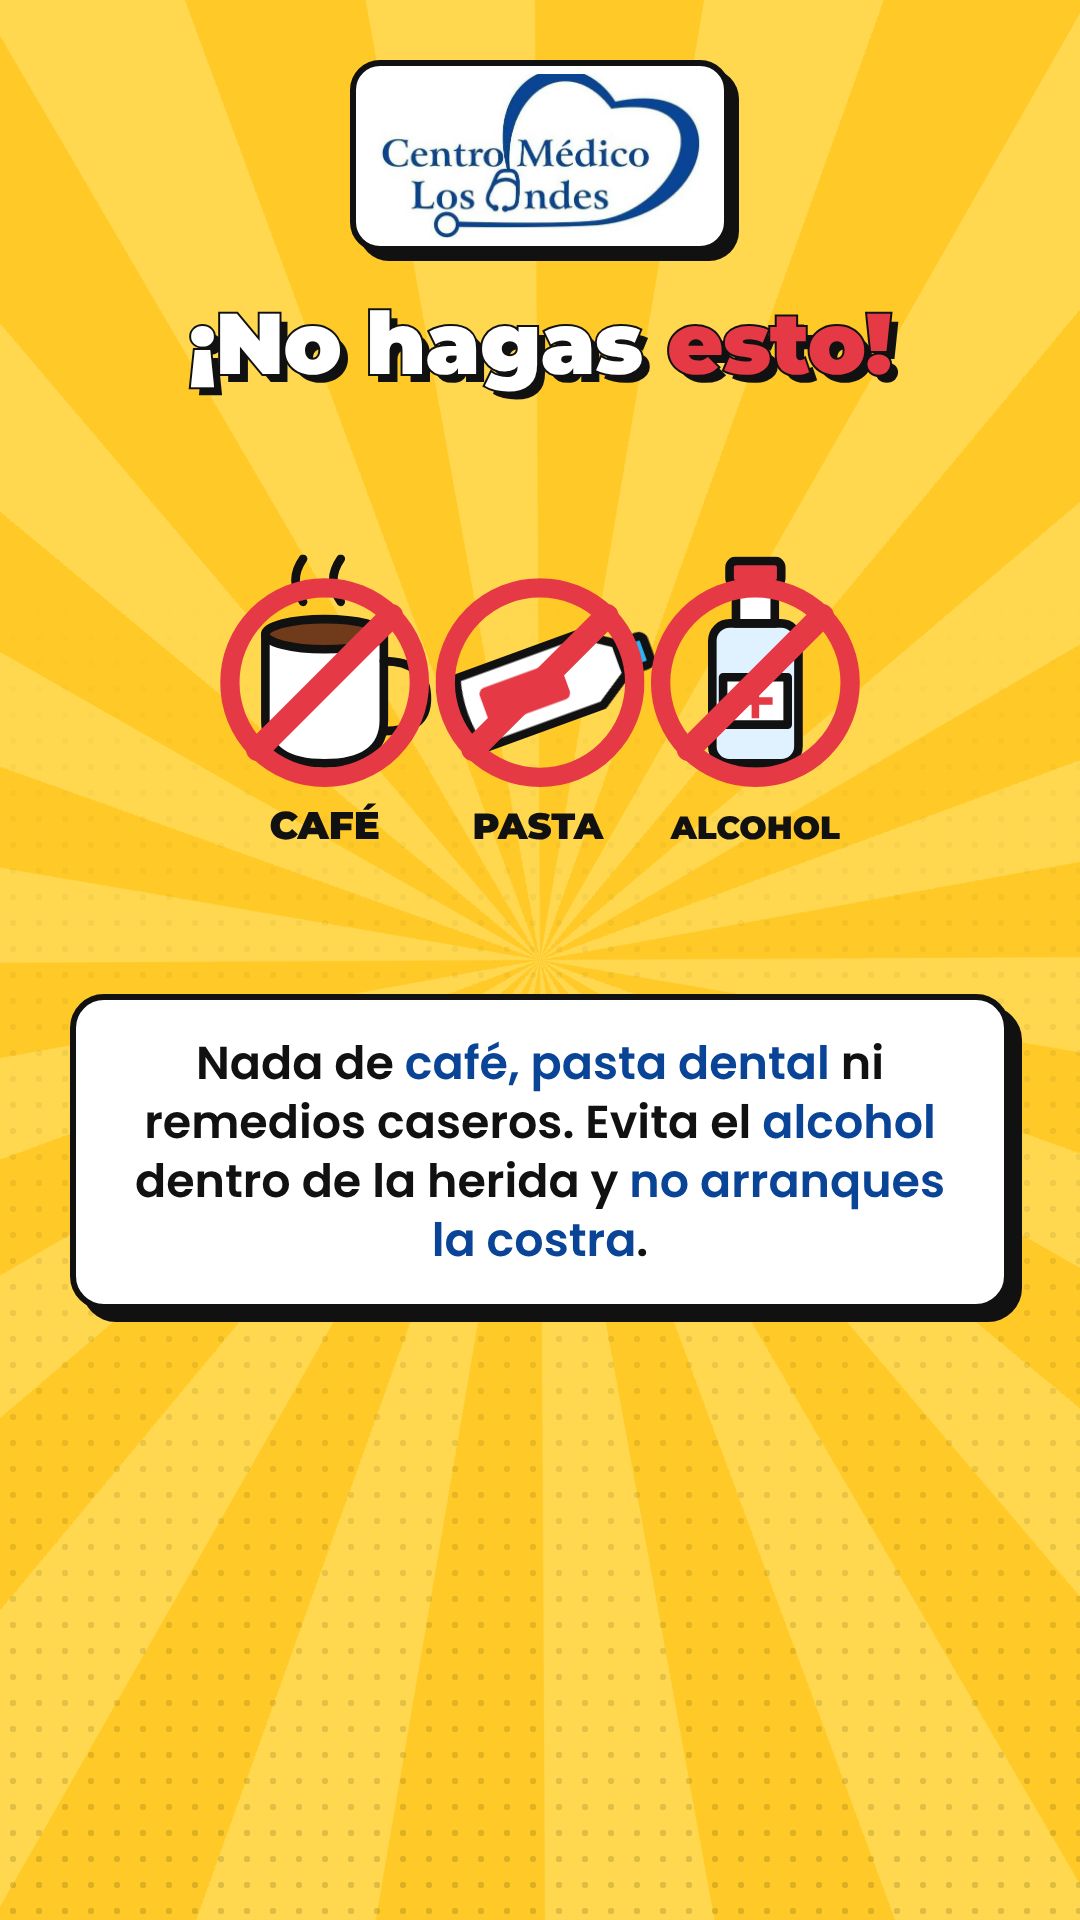 Centro Médico
Los Andes
¡No hagas esto!
CAFÉ PASTA ALCOHOL
Nada de café, pasta dental ni
remedios caseros. Evita el alcohol
dentro de la herida y no arranques
la costra.